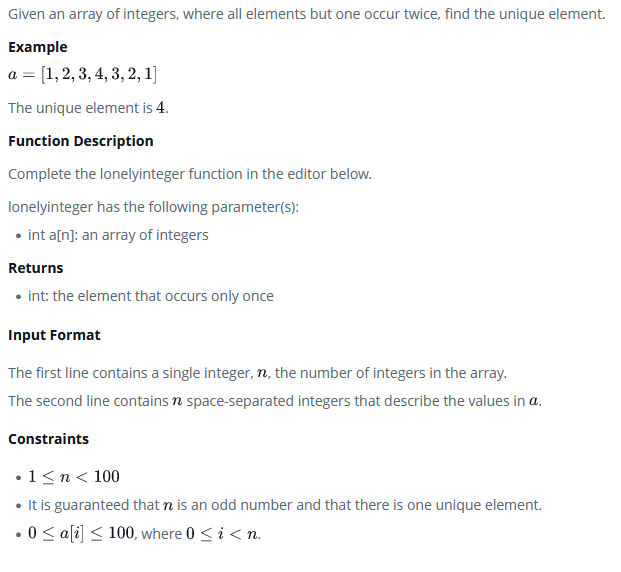 Given an array of integers, where all elements but one occur twice, find the unique element.
Example
a = [1, 2, 3, 4, 3, 2, 1]
The unique element is 4.
Function Description
Complete the lonelyinteger function in the editor below.
lonelyinteger has the following parameter(s):
• int a[n]: an array of integers
Returns
• int: the element that occurs only once
Input Format
The first line contains a single integer, n, the number of integers in the array.
The second line contains n space-separated integers that describe the values in a.
Constraints
• 1 ≤ n < 100
• It is guaranteed that n is an odd number and that there is one unique element.
• 0 ≤ a[i] ≤ 100, where 0 ≤ i < n.